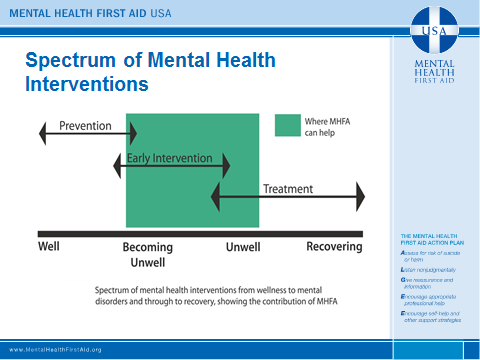 MENTAL HEALTH FIRST AID USA
USA
MENTAL
HEALTH
FIRST AID
Spectrum of Mental Health
Interventions
Prevention
Where MHFA
can help
Early Intervention
Treatment
Well
Becoming
Unwell
Unwell
Recovering
Spectrum of mental health interventions from wellness to mental
disorders and through to recovery, showing the contribution of MHFA
THE MENTAL HEALTH
FIRST AID ACTION PLAN
Assess for risk of suicide
or harm
Listen nonjudgmentally
Give reassurance and
information
Encourage appropriate
professional help
Encourage self-help and
other support strategies
www.MentalHealthFirstAid.org